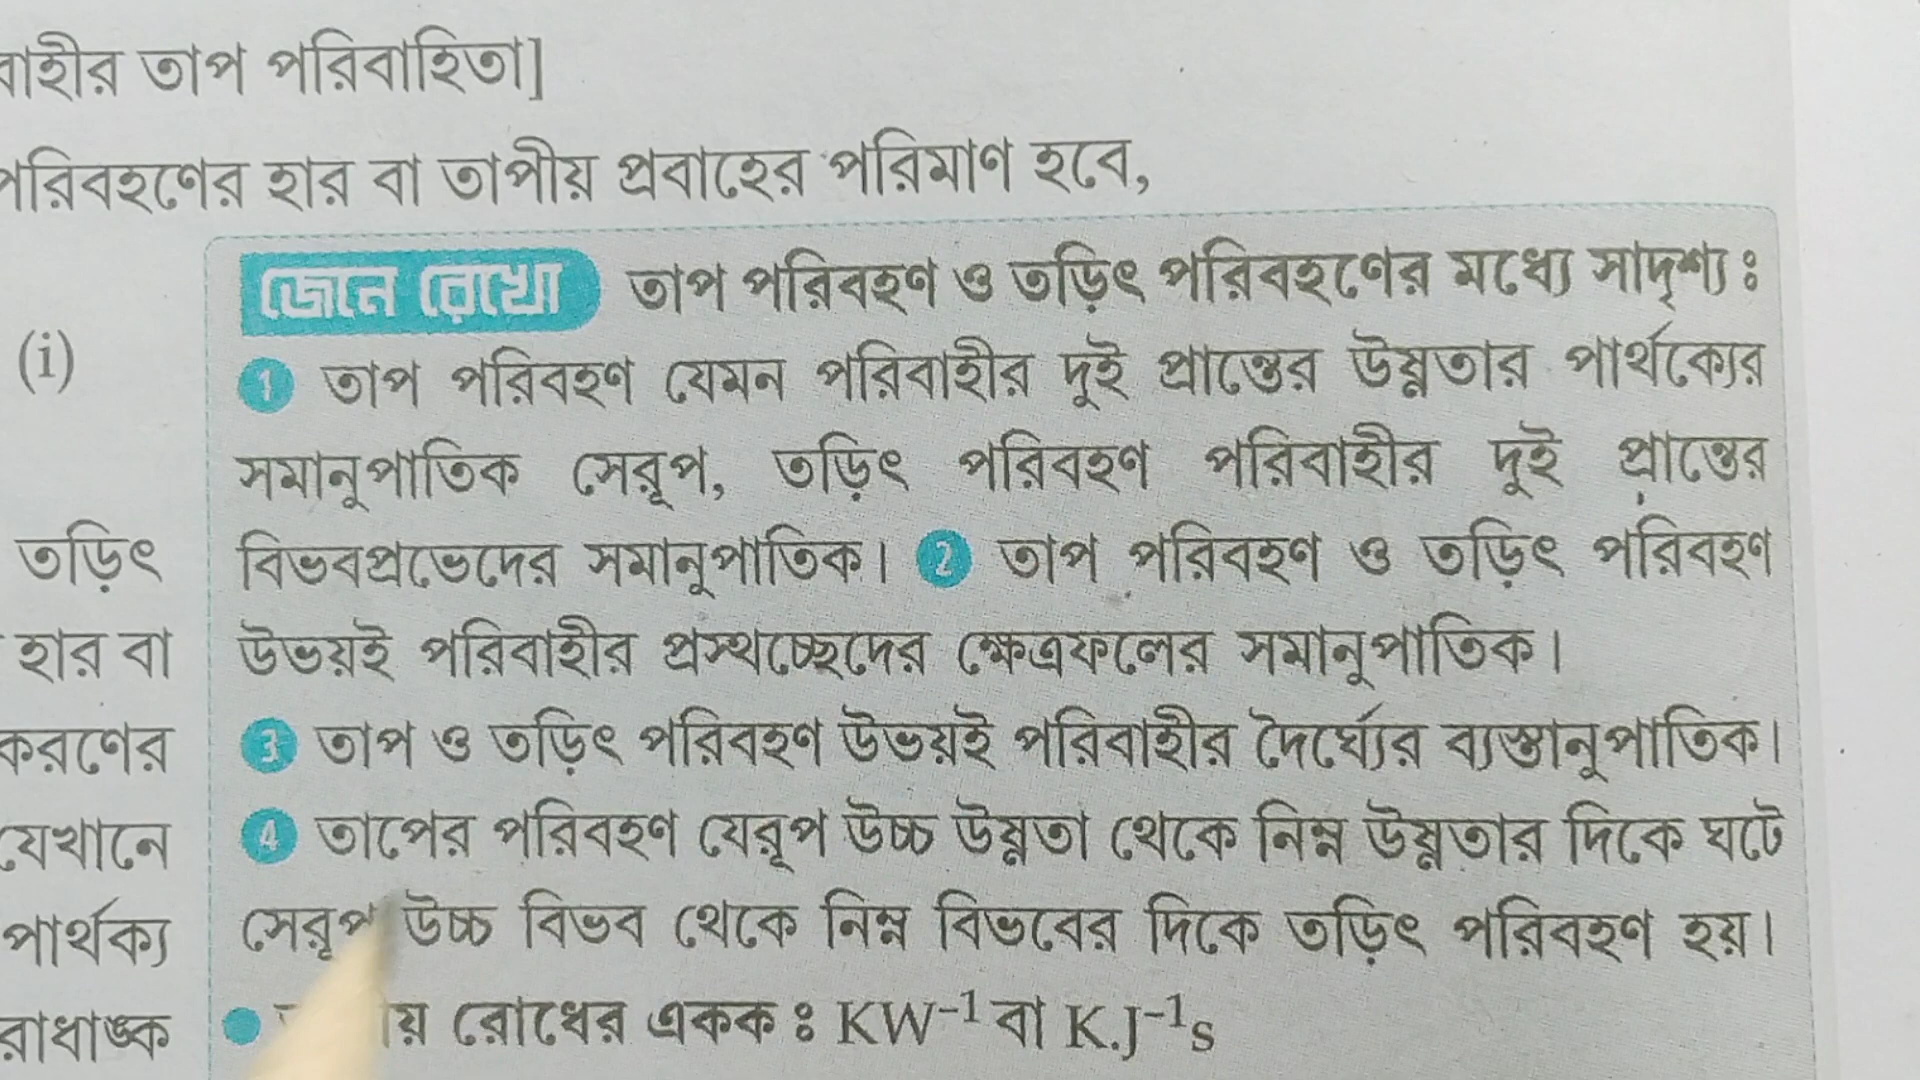 বাহীর তাপ পরিবাহিতা]
পরিবহণের হার বা তাপীয় প্রবাহের পরিমাণ হবে,
জেনে রেখো তাপ পরিবহণ ও তড়িৎ পরিবহণের মধ্যে সাদৃশ্য ঃ
(i)
1 তাপ পরিবহণ যেমন পরিবাহীর দুই প্রান্তের উষ্ণতার পার্থক্যের
সমানুপাতিক সেরূপ, তড়িৎ পরিবহণ পরিবাহীর দুই প্রান্তের
তড়িৎ
বিভবপ্রভেদের সমানুপাতিক। 2 তাপ পরিবহণ ও তড়িৎ পরিবহণ
হার বা
উভয়ই পরিবাহীর প্রস্থচ্ছেদের ক্ষেত্রফলের সমানুপাতিক।
করণের
3 তাপ ও তড়িৎ পরিবহণ উভয়ই পরিবাহীর দৈর্ঘ্যের ব্যস্তানুপাতিক।
যেখানে
4 তাপের পরিবহণ যেরূপ উচ্চ উষ্ণতা থেকে নিম্ন উষ্ণতার দিকে ঘটে
পার্থক্য
সেরূপ উচ্চ বিভব থেকে নিম্ন বিভবের দিকে তড়িৎ পরিবহণ হয়।
রাধাঙ্ক
● য় রোধের একক ঃ KW⁻¹ বা K.J⁻¹s